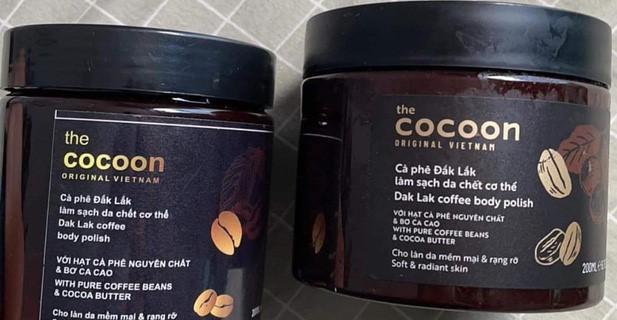 the
cocoon
ORIGINAL VIETNAM
Cà phê Đắk Lắk
làm sạch da chết cơ thể
Dak Lak coffee
body polish
VỚI HẠT CÀ PHÊ NGUYÊN CHẤT
& BƠ CA CAO
WITH PURE COFFEE BEANS
& COCOA BUTTER
Cho làn da mềm mại & rạng rỡ
the
cocoon
ORIGINAL VIETNAM
Cà phê Đắk Lắk
làm sạch da chết cơ thể
Dak Lak coffee body polish
VỚI HẠT CÀ PHÊ NGUYÊN CHẤT
& BƠ CA CAO
WITH PURE COFFEE BEANS
& COCOA BUTTER
Cho làn da mềm mại & rạng rỡ
Soft & radiant skin
200ML